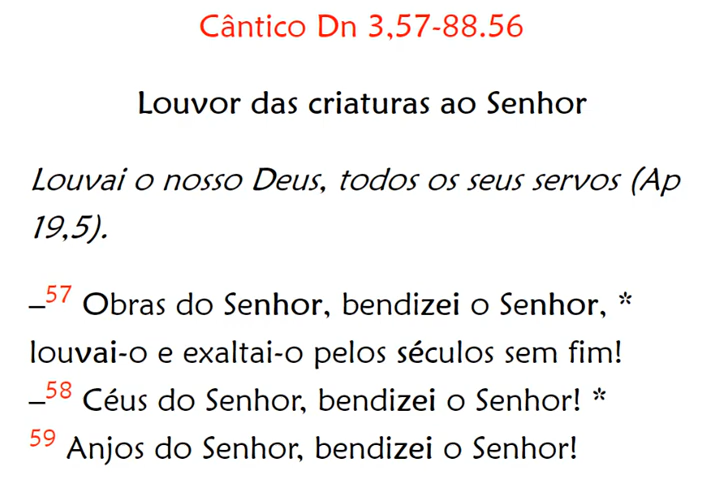 Cântico Dn 3,57-88.56
Louvor das criaturas ao Senhor
Louvai o nosso Deus, todos os seus servos (Ap
19,5).
–57 Obras do Senhor, bendizei o Senhor, *
louvai-o e exaltai-o pelos séculos sem fim!
–58 Céus do Senhor, bendizei o Senhor! *
59 Anjos do Senhor, bendizei o Senhor!